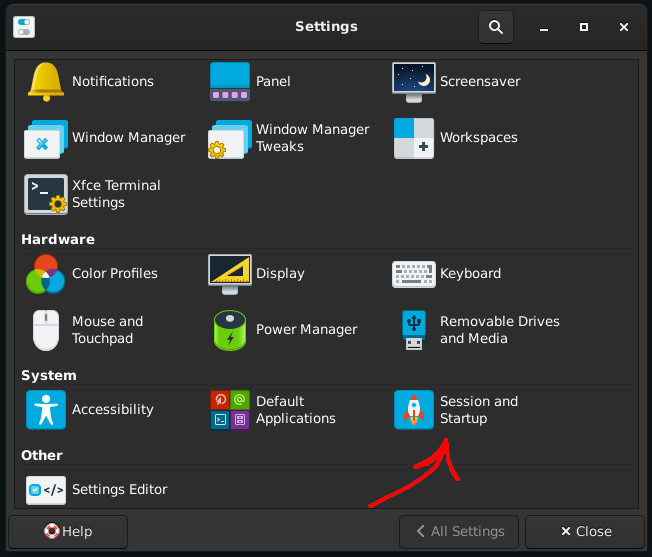 Settings
Notifications
Panel
Screensaver
Window Manager
Window Manager
Tweaks
Workspaces
Xfce Terminal
Settings
Hardware
Color Profiles
Display
Keyboard
Mouse and
Touchpad
Power Manager
Removable Drives
and Media
System
Accessibility
Default
Applications
Session and
Startup
Other
Settings Editor
Help
All Settings
Close